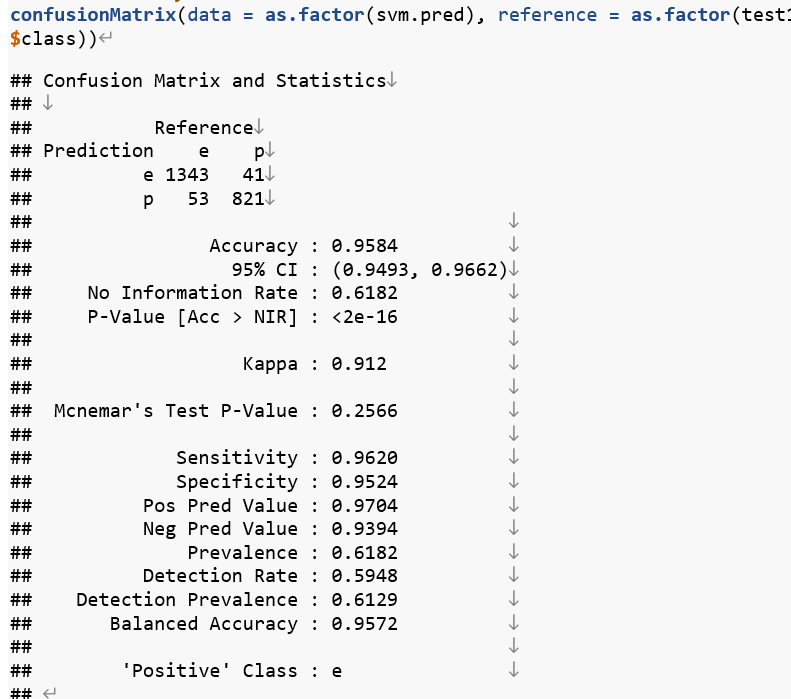 confusionMatrix(data = as.factor(svm.pred), reference = as.factor(test1
$class))↵
## Confusion Matrix and Statistics↓
## ↓
##           Reference↓
## Prediction    e    p↓
##          e 1343   41↓
##          p   53  821↓
##                                           ↓
##                Accuracy : 0.9584          ↓
##                  95% CI : (0.9493, 0.9662)↓
##     No Information Rate : 0.6182          ↓
##     P-Value [Acc > NIR] : <2e-16          ↓
##                                           ↓
##                   Kappa : 0.912           ↓
##                                           ↓
##  Mcnemar's Test P-Value : 0.2566          ↓
##                                           ↓
##             Sensitivity : 0.9620          ↓
##             Specificity : 0.9524          ↓
##          Pos Pred Value : 0.9704          ↓
##          Neg Pred Value : 0.9394          ↓
##              Prevalence : 0.6182          ↓
##          Detection Rate : 0.5948          ↓
##    Detection Prevalence : 0.6129          ↓
##       Balanced Accuracy : 0.9572          ↓
##                                           ↓
##        'Positive' Class : e               ↓
## ↵